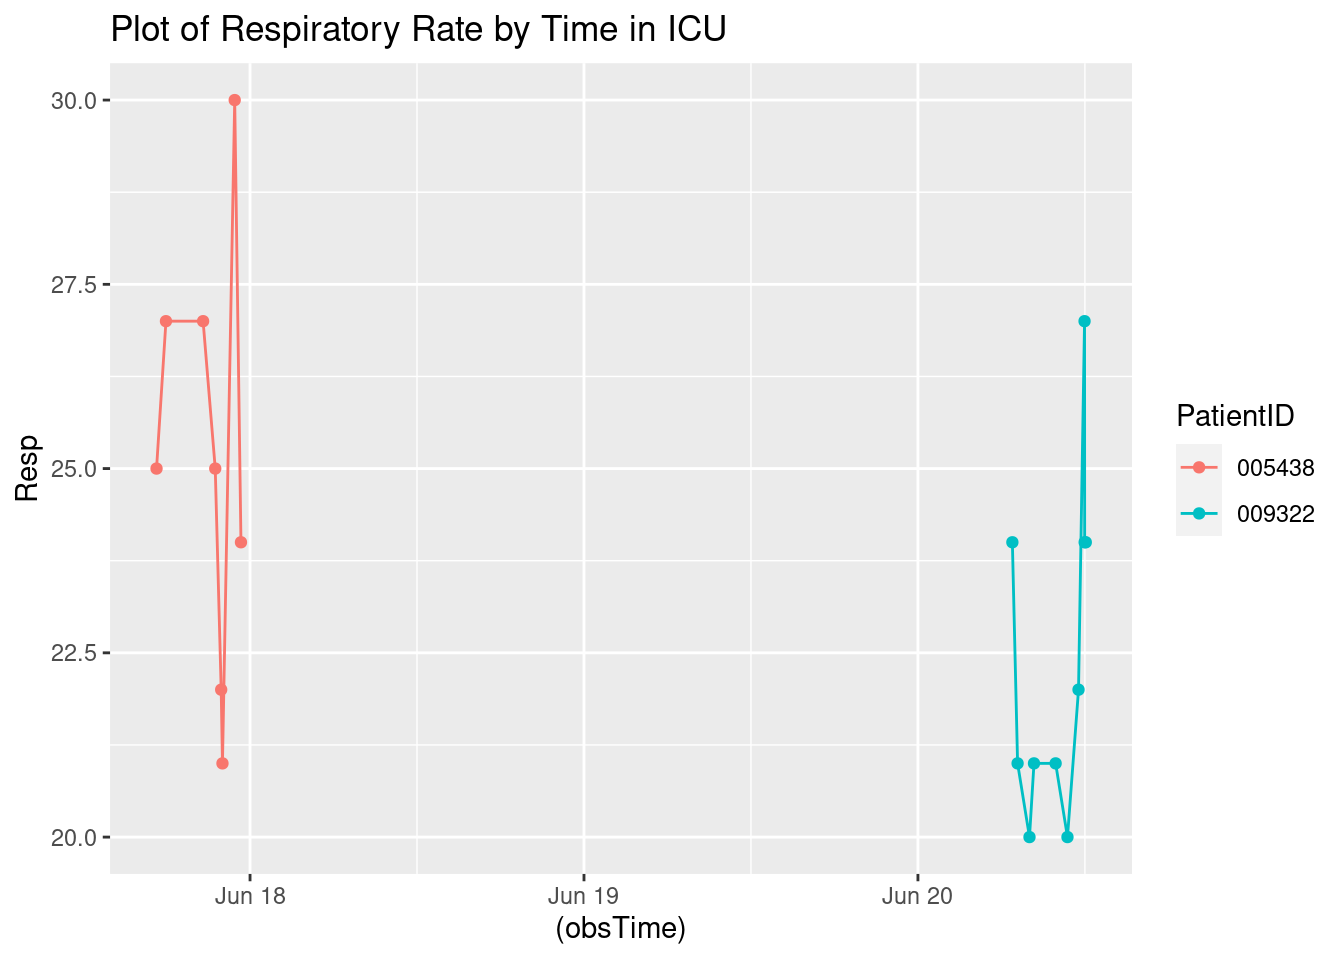 Plot of Respiratory Rate by Time in ICU
30.0
27.5
25.0
22.5
20.0
Resp
Jun 18
Jun 19
Jun 20
(obsTime)
PatientID
005438
009322